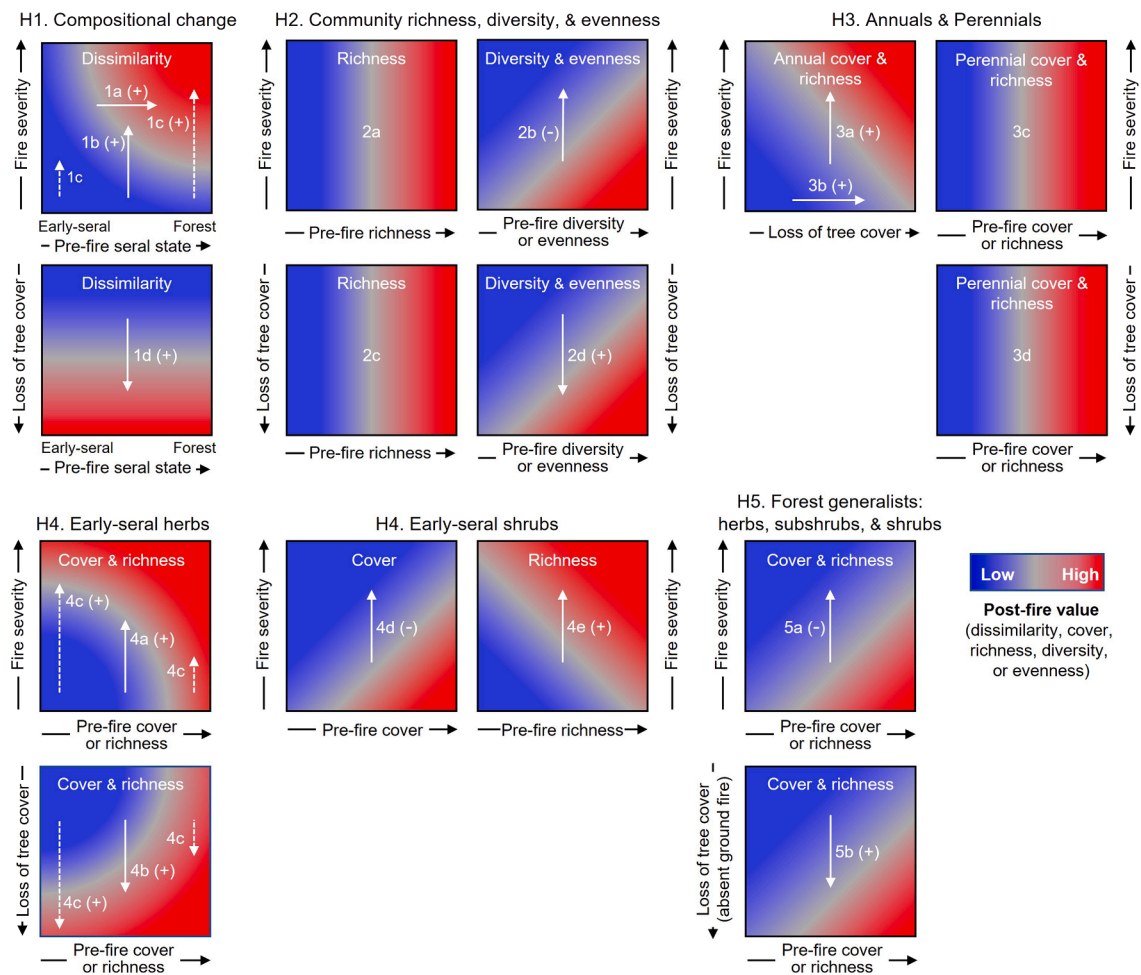 H1. Compositional change
H2. Community richness, diversity, & evenness
H3. Annuals & Perennials
Fire severity
Dissimilarity
1a (+)
1c (+)
1b (+)
1c
Early-seral
Forest
Pre-fire seral state
Fire severity
Richness
2a
Pre-fire richness
Diversity & evenness
2b (-)
Pre-fire diversity
or evenness
Fire severity
Fire severity
Annual cover &
richness
3a (+)
3b (+)
Loss of tree cover
Perennial cover &
richness
3c
Pre-fire cover
or richness
Fire severity
Loss of tree cover
Dissimilarity
1d (+)
Early-seral
Forest
Pre-fire seral state
Loss of tree cover
Richness
2c
Pre-fire richness
Diversity & evenness
2d (+)
Pre-fire diversity
or evenness
Loss of tree cover
Perennial cover &
richness
3d
Pre-fire cover
or richness
Loss of tree cover
H4. Early-seral herbs
H4. Early-seral shrubs
H5. Forest generalists:
herbs, subshrubs, & shrubs
Fire severity
Cover & richness
4c (+)
4a (+)
4c
Pre-fire cover
or richness
Fire severity
Cover
4d (-)
Pre-fire cover
Richness
4e (+)
Pre-fire richness
Fire severity
Cover & richness
5a (-)
Pre-fire cover
or richness
Low
High
Post-fire value
(dissimilarity, cover,
richness, diversity,
or evenness)
Loss of tree cover
Cover & richness
4c
4b (+)
4c (+)
Pre-fire cover
or richness
Loss of tree cover
(absent ground fire)
Cover & richness
5b (+)
Pre-fire cover
or richness